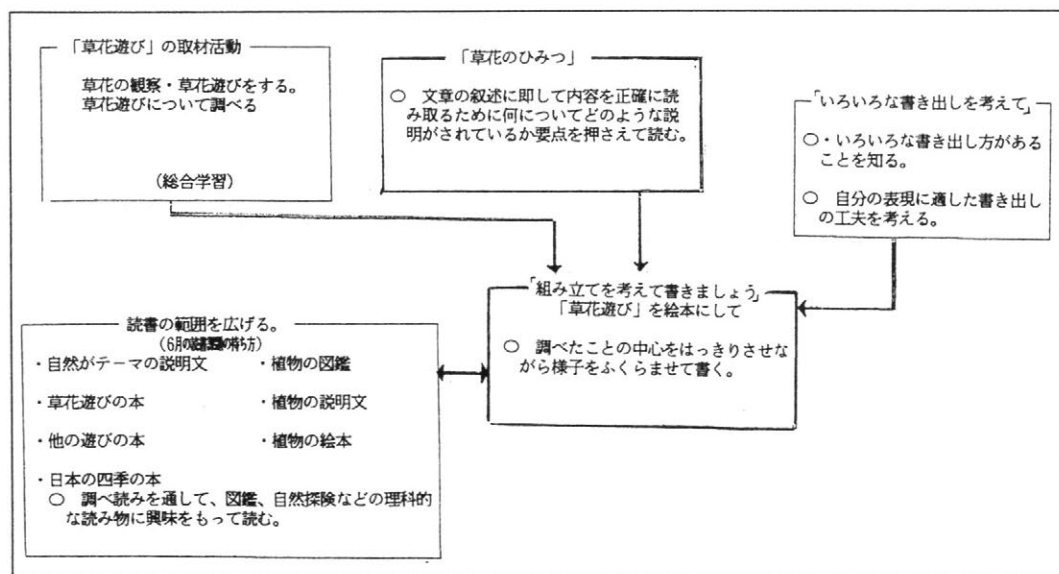 「草花遊び」の取材活動
草花の観察・草花遊びをする。
草花遊びについて調べる
(総合学習)
「草花のひみつ」
○ 文章の叙述に即して内容を正確に読
み取るために何についてどのような説
明がされているか要点を押さえて読む。
「いろいろな書き出しを考えて」
○・いろいろな書き出し方がある
ことを知る。
○ 自分の表現に適した書き出し
の工夫を考える。
「組み立てを考えて書きましょう」
「草花遊び」を絵本にして
○ 調べたことの中心をはっきりさせな
がら様子をふくらませて書く。
読書の範囲を広げる。
(6月の
・自然がテーマの説明文 ・植物の図鑑
・草花遊びの本 ・植物の説明文
・他の遊びの本 ・植物の絵本
・日本の四季の本
○ 調べ読みを通して、図鑑、自然探険などの理科的
な読み物に興味をもって読む。